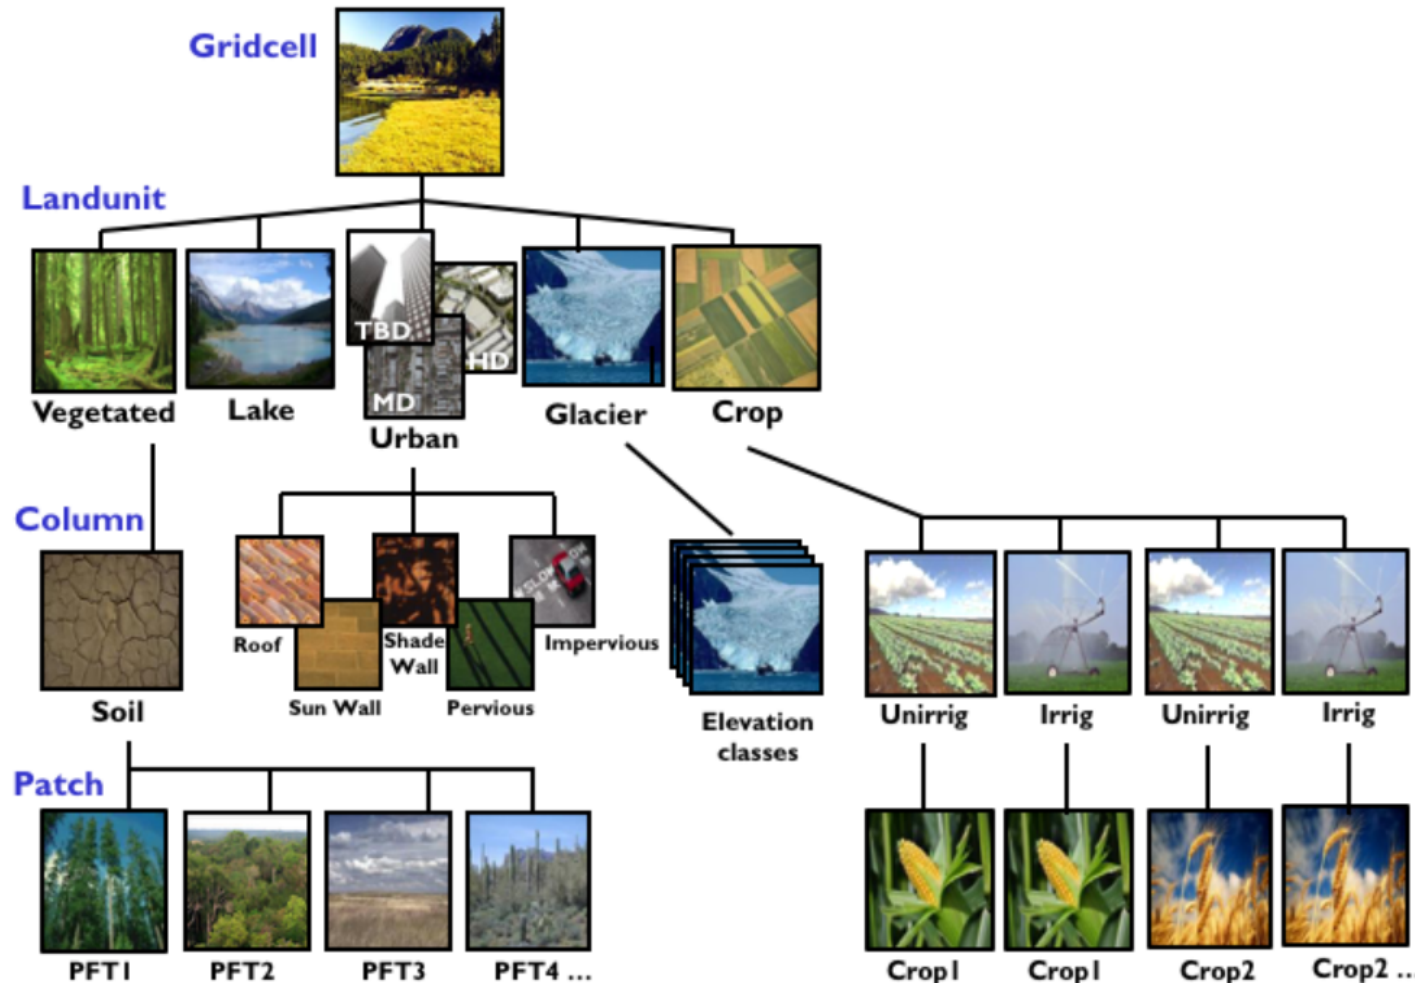 Gridcell
Landunit
TBD
HD
MD
Vegetated
Lake
Urban
Glacier
Crop
Column
SLOW
Roof
Shade
Wall
Impervious
Sun Wall
Pervious
Soil
Elevation
classes
Unirrig
Irrig
Unirrig
Irrig
Patch
PFT1
PFT2
PFT3
PFT4 ...
Crop1
Crop1
Crop2
Crop2 ...